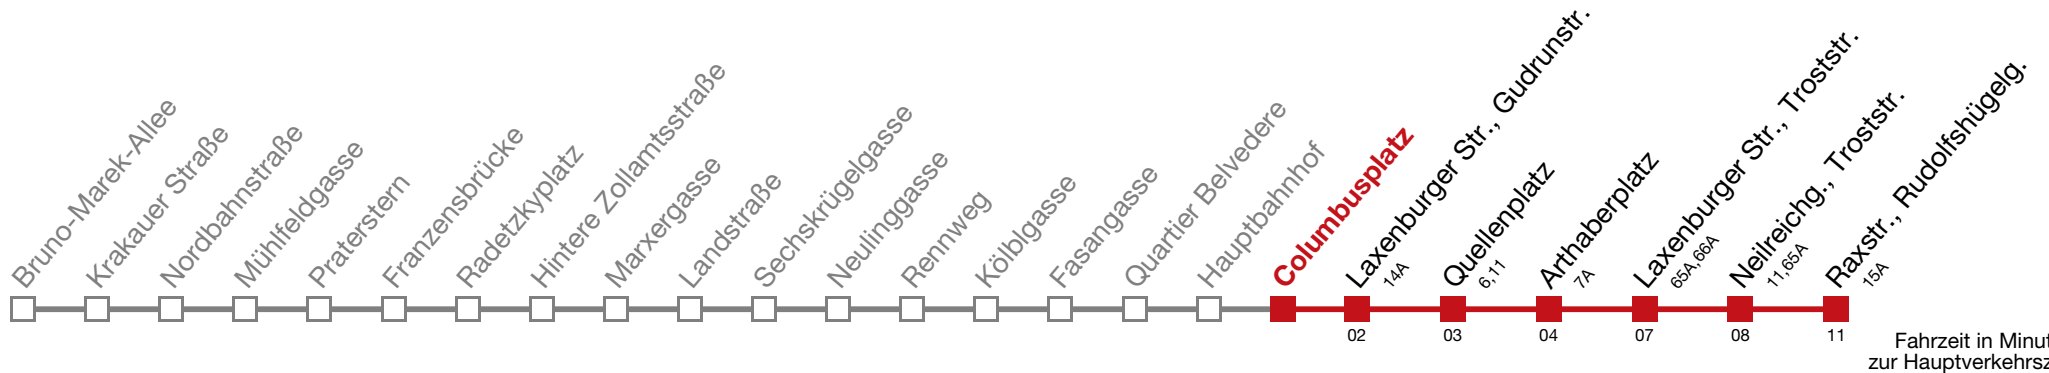 Bruno-Marek-Allee
Krakauer Straße
Nordbahnstraße
Mühlfeldgasse
Praterstern
Franzensbrücke
Radetzkyplatz
Hintere Zollamtsstraße
Marxergasse
Landstraße
Sechskrügelgasse
Neulinggasse
Rennweg
Kölblgasse
Fasangasse
Quartier Belvedere
Hauptbahnhof
Columbusplatz
Laxenburger Str., Gudrunstr.
14A
Quellenplatz
6,11
Arthaberplatz
7A
Laxenburger Str., Troststr.
65A,66A
Neilreichg., Troststr.
11,65A
Raxstr., Rudolfshügelg.
15A
02 03 04 07 08 11
Fahrzeit in Minut
zur Hauptverkehrsz